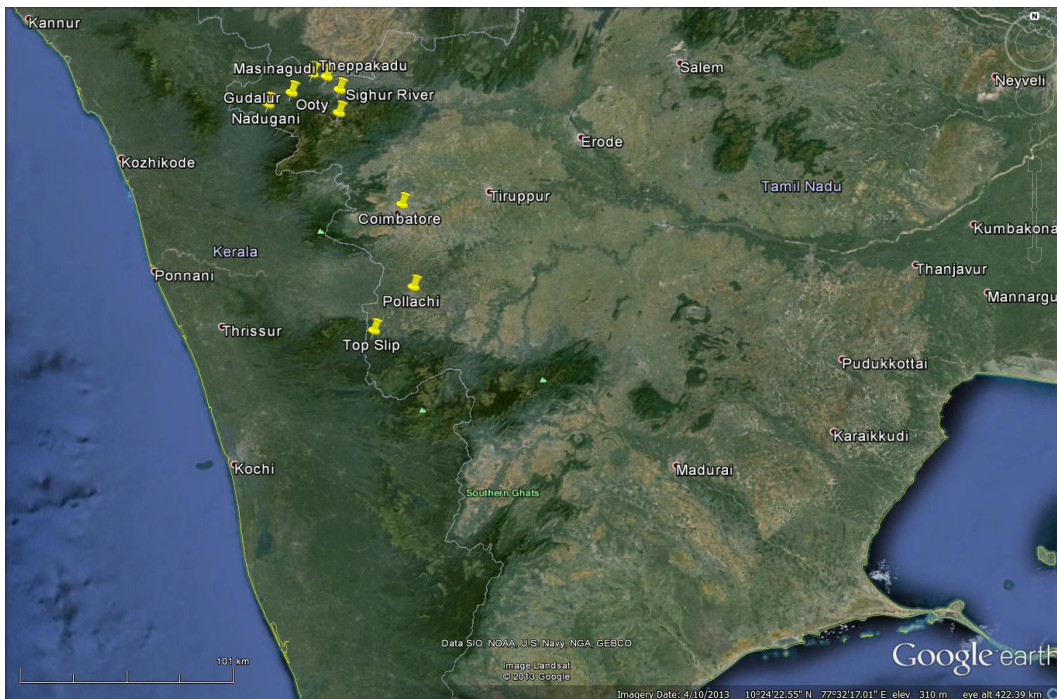 N
Kannur
Masinagudi
Theppakadu
Salem
Neyveli
Gudalur
Ooty
Sighur River
Nadugani
Erode
Kozhikode
Tiruppur
Tamil Nadu
Coimbatore
Kumbakona
Kerala
Thanjavur
Ponnani
Pollachi
Mannargu
Thrissur
Top Slip
Pudukkottai
Karaikkudi
Kochi
Madurai
Southern Ghats
Data SIO, NOAA, U.S. Navy, NGA, GEBCO
101 km
Image Landsat
© 2013 Google
Google earth
Imagery Date: 4/10/2013 10°24'22.55" N 77°32'17.01" E elev 310 m eye alt 422.39 km